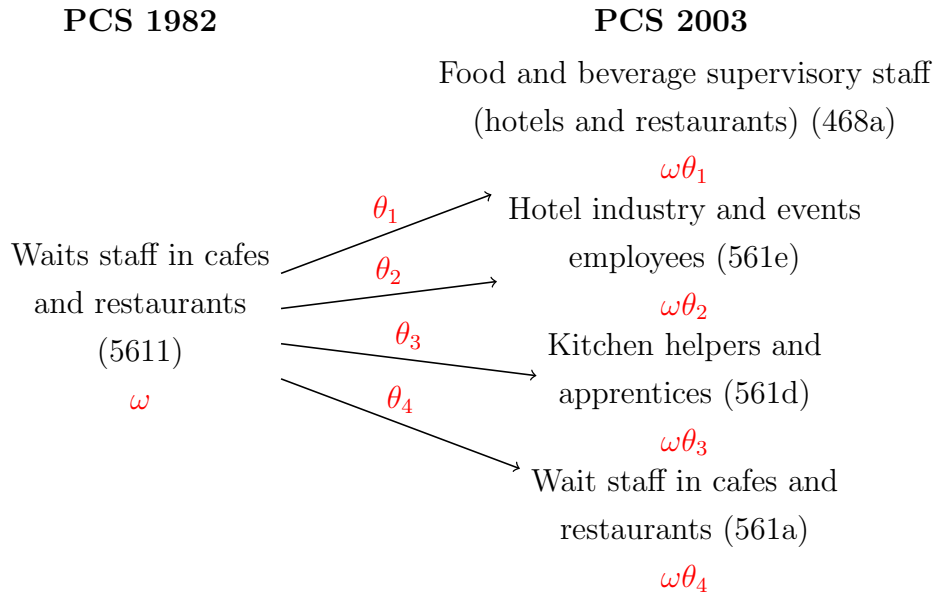 PCS 1982
PCS 2003
Food and beverage supervisory staff
(hotels and restaurants) (468a)
ωθ₁
Hotel industry and events
employees (561e)
ωθ₂
Kitchen helpers and
apprentices (561d)
ωθ₃
Wait staff in cafes and
restaurants (561a)
ωθ₄
Waits staff in cafes
and restaurants
(5611)
ω
θ₁
θ₂
θ₃
θ₄